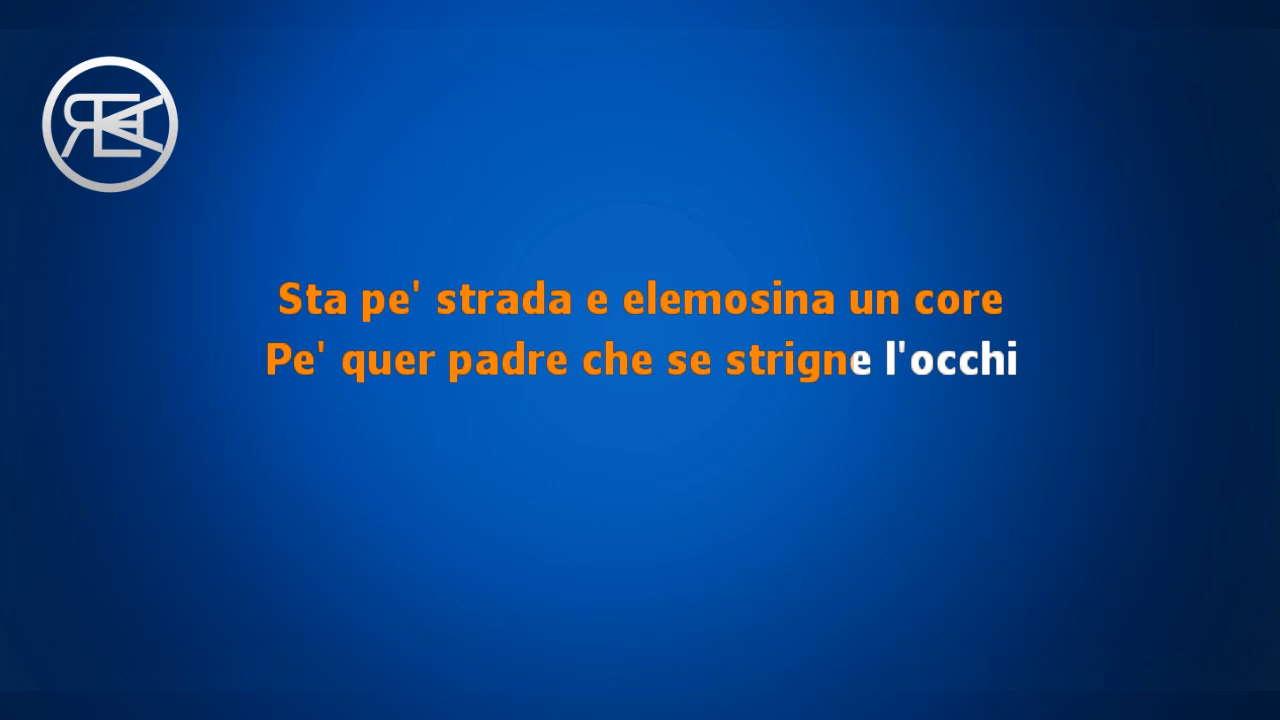 Sta pe' strada e elemosina un core
Pe' quer padre che se strigne l'occhi